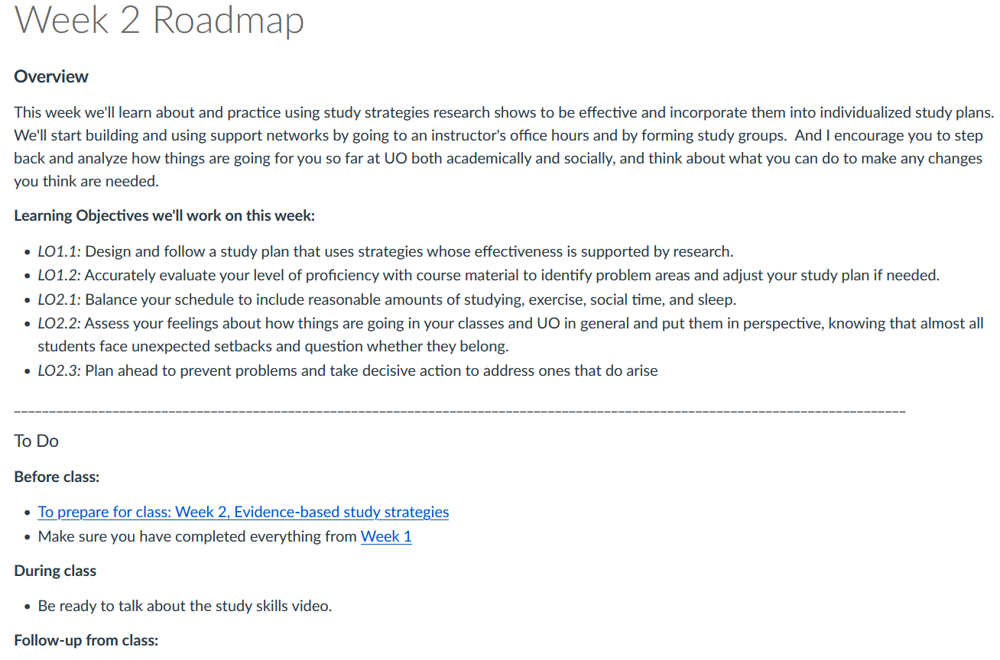 Week 2 Roadmap
Overview
This week we'll learn about and practice using study strategies research shows to be effective and incorporate them into individualized study plans.
We'll start building and using support networks by going to an instructor's office hours and by forming study groups.  And I encourage you to step
back and analyze how things are going for you so far at UO both academically and socially, and think about what you can do to make any changes
you think are needed.
Learning Objectives we'll work on this week:
• LO1.1: Design and follow a study plan that uses strategies whose effectiveness is supported by research.
• LO1.2: Accurately evaluate your level of proficiency with course material to identify problem areas and adjust your study plan if needed.
• LO2.1: Balance your schedule to include reasonable amounts of studying, exercise, social time, and sleep.
• LO2.2: Assess your feelings about how things are going in your classes and UO in general and put them in perspective, knowing that almost all
students face unexpected setbacks and question whether they belong.
• LO2.3: Plan ahead to prevent problems and take decisive action to address ones that do arise
To Do
Before class:
• To prepare for class: Week 2, Evidence-based study strategies
• Make sure you have completed everything from Week 1
During class
• Be ready to talk about the study skills video.
Follow-up from class: